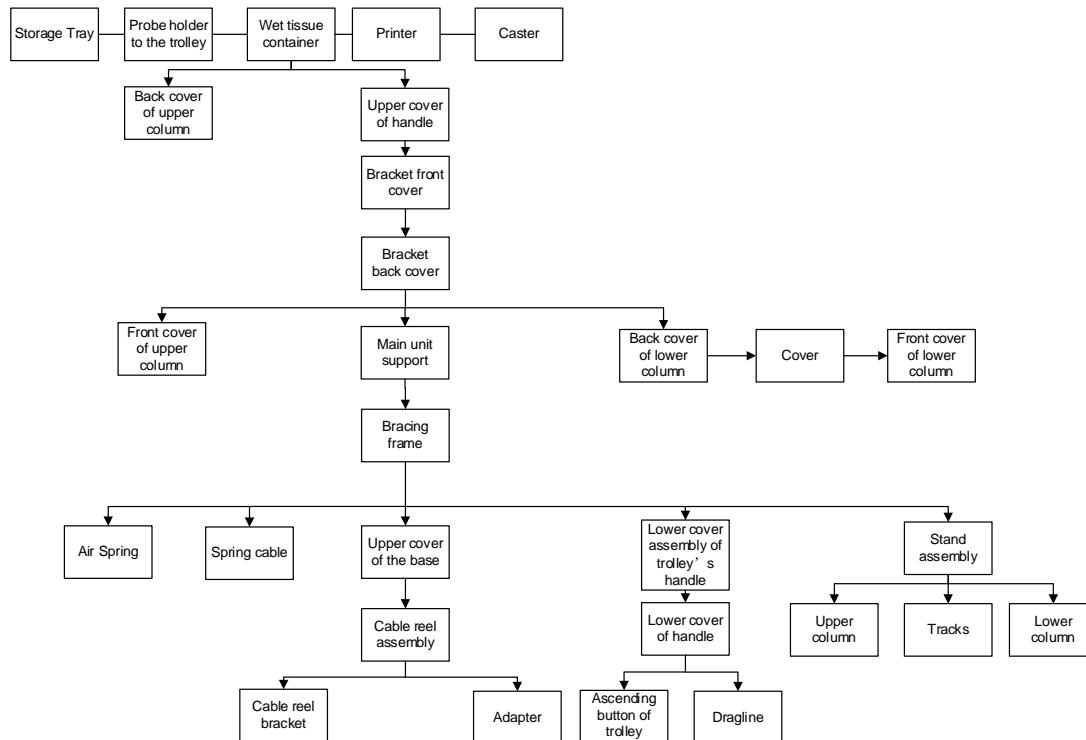 Storage Tray
Probe holder
to the trolley
Wet tissue
container
Printer
Caster
Back cover
of upper
column
Upper cover
of handle
Bracket front
cover
Bracket
back cover
Front cover
of upper
column
Main unit
support
Back cover
of lower
column
Cover
Front cover
of lower
column
Bracing
frame
Air Spring
Spring cable
Upper cover
of the base
Lower cover
assembly of
trolley’s
handle
Stand
assembly
Cable reel
assembly
Lower cover
of handle
Upper
column
Tracks
Lower
column
Cable reel
bracket
Adapter
Ascending
button of
trolley
Dragline